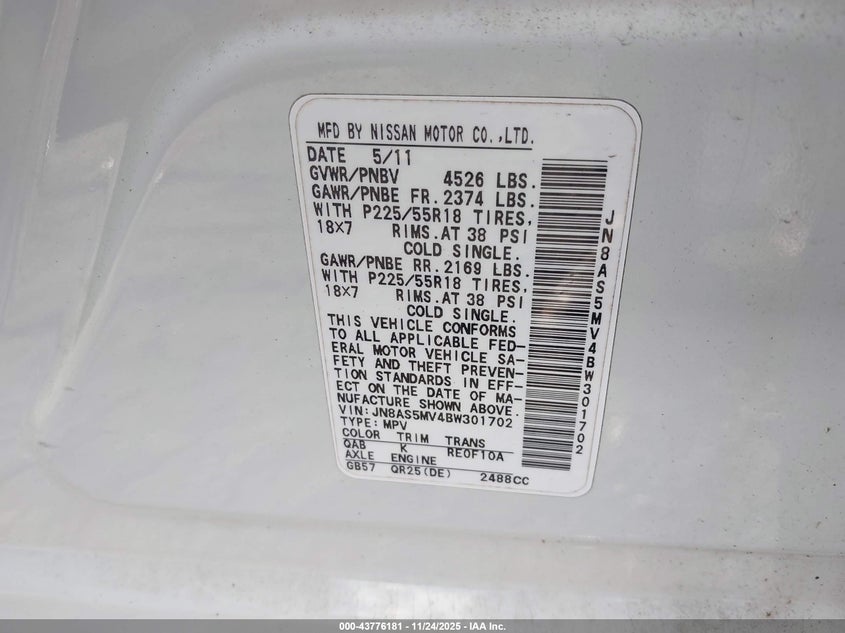 MFD BY NISSAN MOTOR CO.,LTD.
DATE 5/11
GVWR/PNBV 4526 LBS.
GAWR/PNBE FR. 2374 LBS.
WITH P225/55R18 TIRES,
18X7 RIMS.AT 38 PSI
COLD SINGLE.
GAWR/PNBE RR. 2169 LBS.
WITH P225/55R18 TIRES,
18X7 RIMS.AT 38 PSI
COLD SINGLE.
THIS VEHICLE CONFORMS
TO ALL APPLICABLE FED-
ERAL MOTOR VEHICLE SA-
FETY AND THEFT PREVEN-
TION STANDARDS IN EFF-
ECT ON THE DATE OF MA-
NUFACTURE SHOWN ABOVE.
VIN:JN8AS5MV4BW301702
TYPE:MPV
COLOR TRIM TRANS
QAB K RE0F10A
AXLE ENGINE
GB57 QR25(DE) 2488CC
JN8AS5MV4BW301702
000-43776181 - 11/24/2025 - IAA Inc.